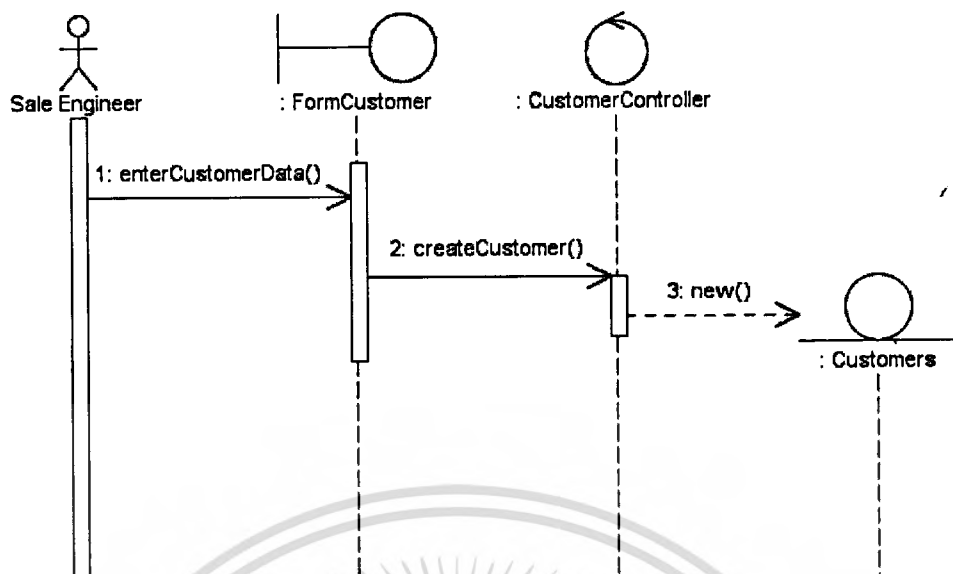 Sale Engineer
: FormCustomer
: CustomerController
1: enterCustomerData()
2: createCustomer()
3: new()
: Customers